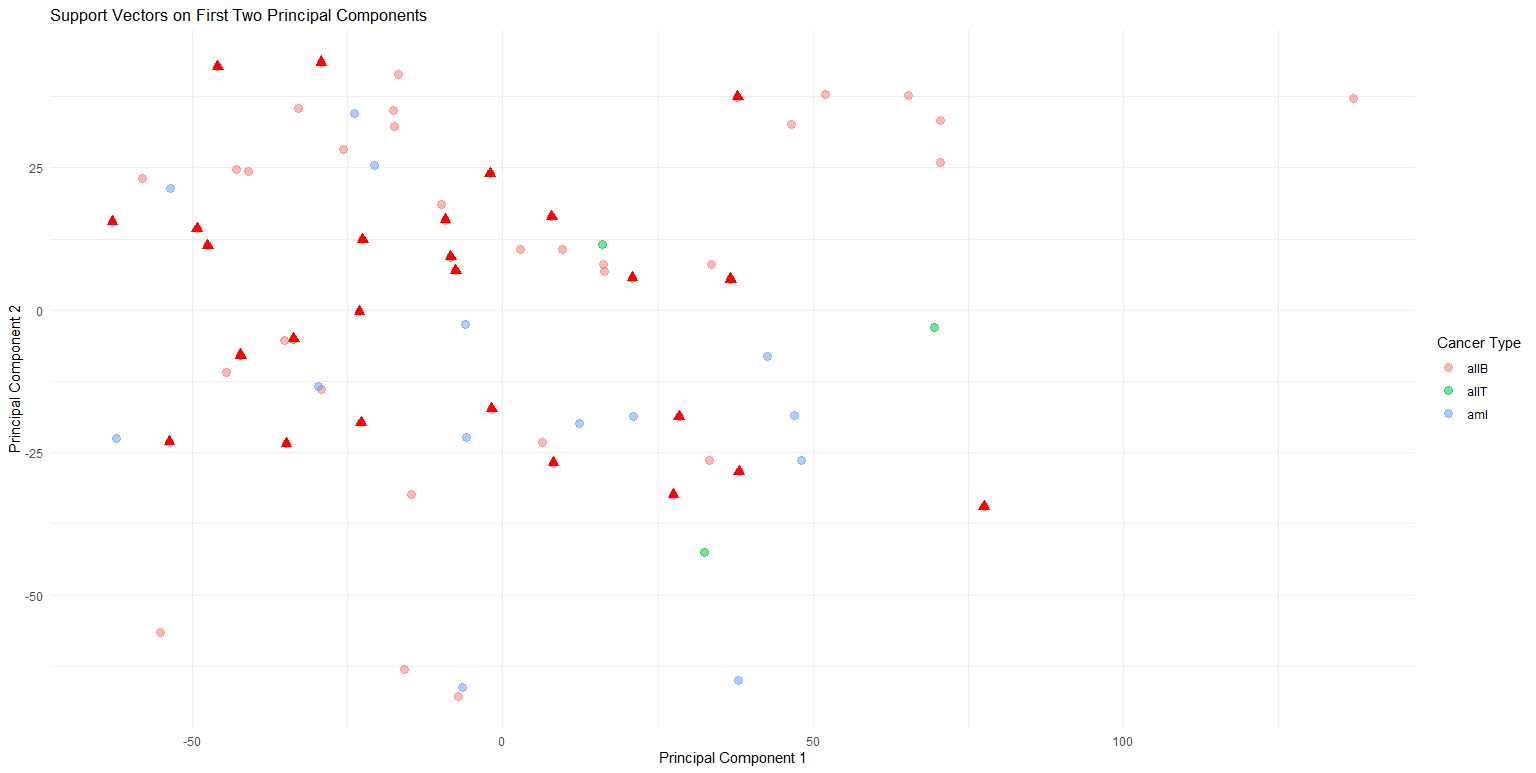 Support Vectors on First Two Principal Components
Principal Component 2
25
0
-25
-50
-50
0
50
100
Principal Component 1
Cancer Type
allB
allT
aml